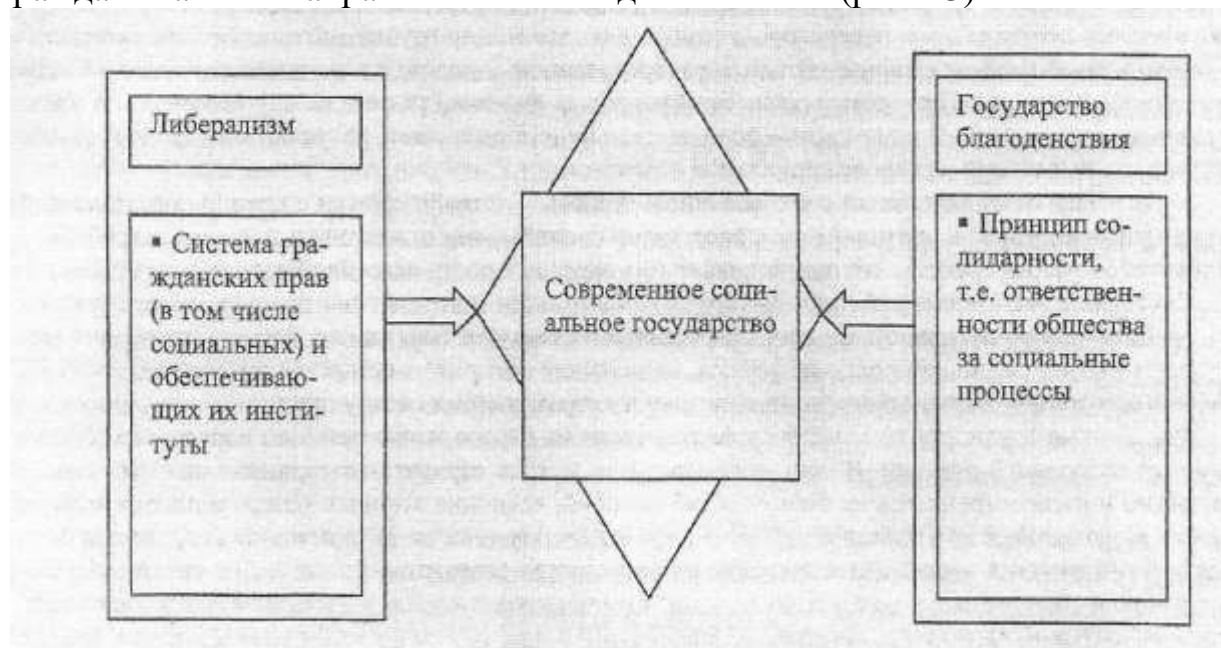 Либерализм
▪ Система гра-
жданских прав
(в том числе
социальных) и
обеспечиваю-
щих их инсти-
туты
Современное соци-
альное государство
Государство
благоденствия
▪ Принцип со-
лидарности,
т.е. ответствен-
ности общества
за социальные
процессы